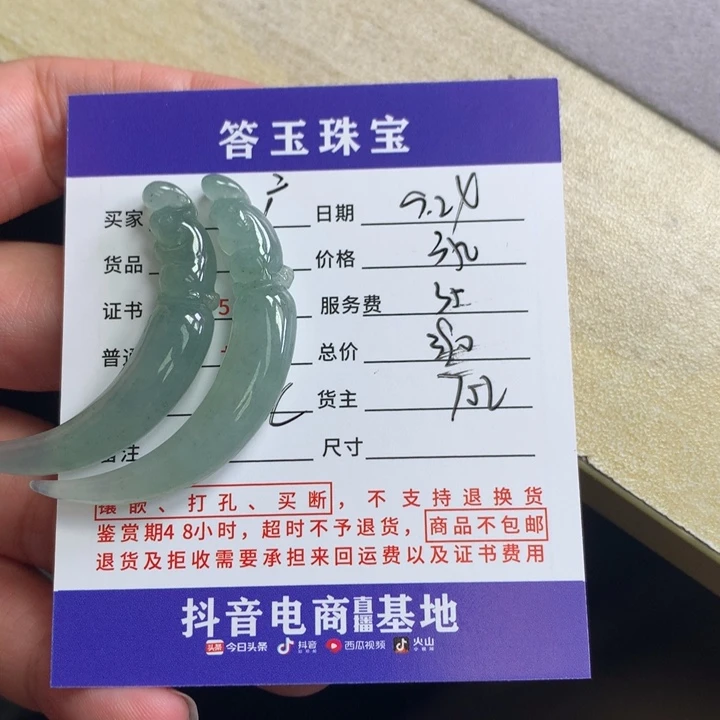 答玉珠宝
买家 日期 9.24
货品 价格
证书 5 服务费
普通 总价
货主
备注 尺寸
镶嵌、打孔、买断，不支持退换货
鉴赏期48小时，超时不予退货，商品不包邮
退货及拒收需要承担来回运费以及证书费用
抖音电商直播基地
头条 今日头条 抖音 西瓜视频 火山